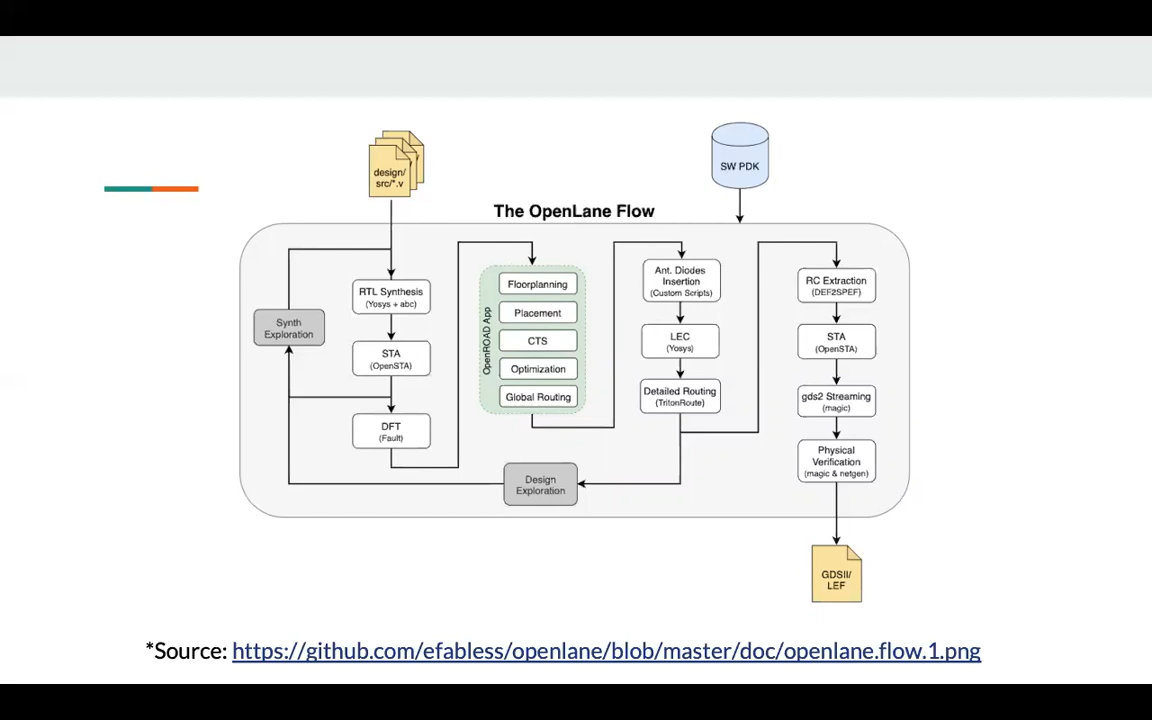 design/
src/*.v
SW PDK
The OpenLane Flow
Synth
Exploration
RTL Synthesis
(Yosys + abc)
STA
(OpenSTA)
DFT
(Fault)
OpenROAD App
Floorplanning
Placement
CTS
Optimization
Global Routing
Design
Exploration
Ant. Diodes
Insertion
(Custom Scripts)
LEC
(Yosys)
Detailed Routing
(TritonRoute)
RC Extraction
(DEF2SPEF)
STA
(OpenSTA)
gds2 Streaming
(magic)
Physical
Verification
(magic & netgen)
GDSII/
LEF
*Source: https://github.com/efabless/openlane/blob/master/doc/openlane.flow.1.png